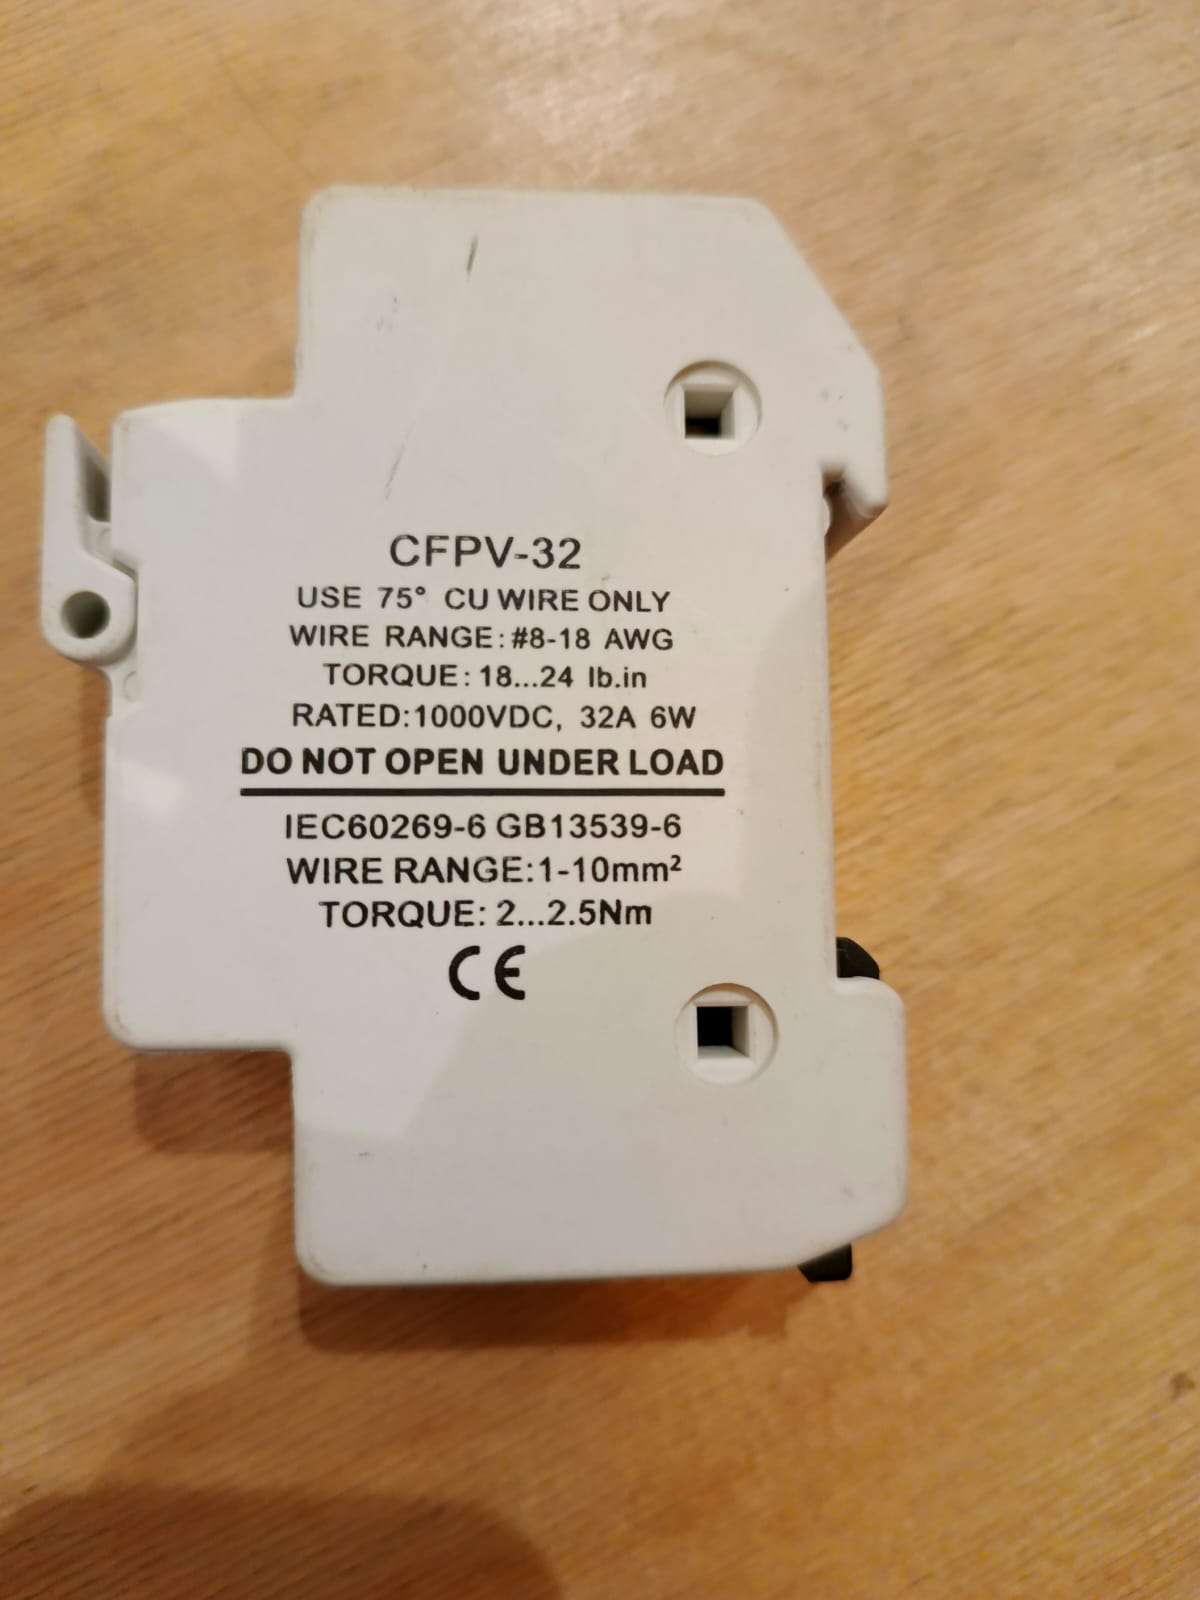 CFPV-32
USE 75° CU WIRE ONLY
WIRE RANGE: #8-18 AWG
TORQUE: 18...24 lb.in
RATED:1000VDC, 32A 6W
DO NOT OPEN UNDER LOAD
IEC60269-6 GB13539-6
WIRE RANGE:1-10mm²
TORQUE: 2...2.5Nm
CE